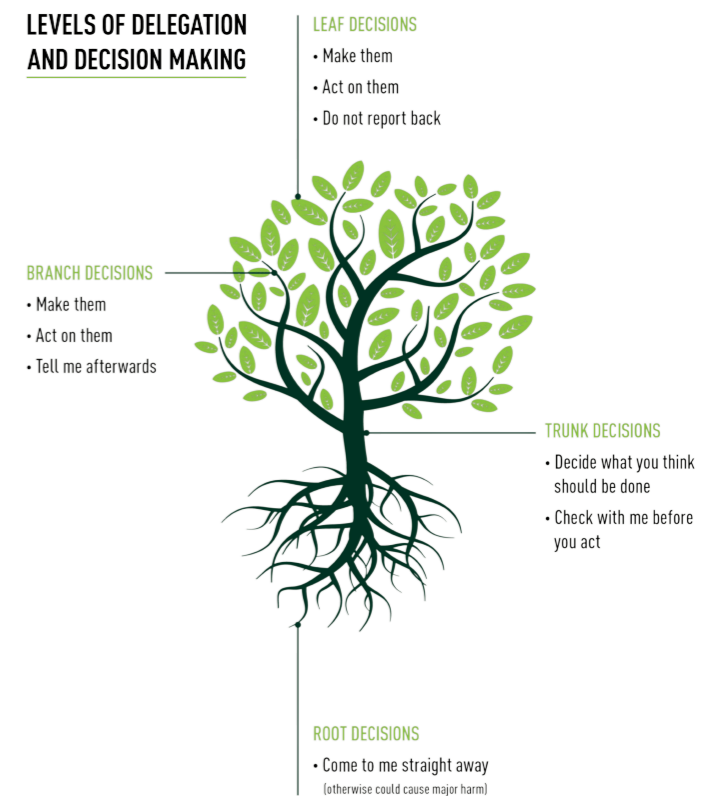 LEVELS OF DELEGATION
AND DECISION MAKING
LEAF DECISIONS
• Make them
• Act on them
• Do not report back
BRANCH DECISIONS
• Make them
• Act on them
• Tell me afterwards
TRUNK DECISIONS
• Decide what you think
should be done
• Check with me before
you act
ROOT DECISIONS
• Come to me straight away
(otherwise could cause major harm)